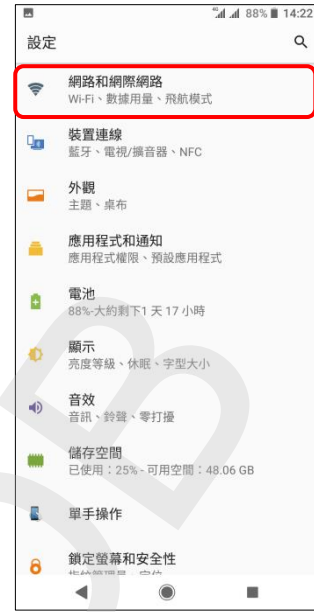 88% 14:22
設定
網路和網際網路
Wi-Fi、數據用量、飛航模式
裝置連線
藍牙、電視/擴音器、NFC
外觀
主題、桌布
應用程式和通知
應用程式權限、預設應用程式
電池
88%-大約剩下1 天 17 小時
顯示
亮度等級、休眠、字型大小
音效
音訊、鈴聲、零打擾
儲存空間
已使用：25% - 可用空間：48.06 GB
單手操作
鎖定螢幕和安全性